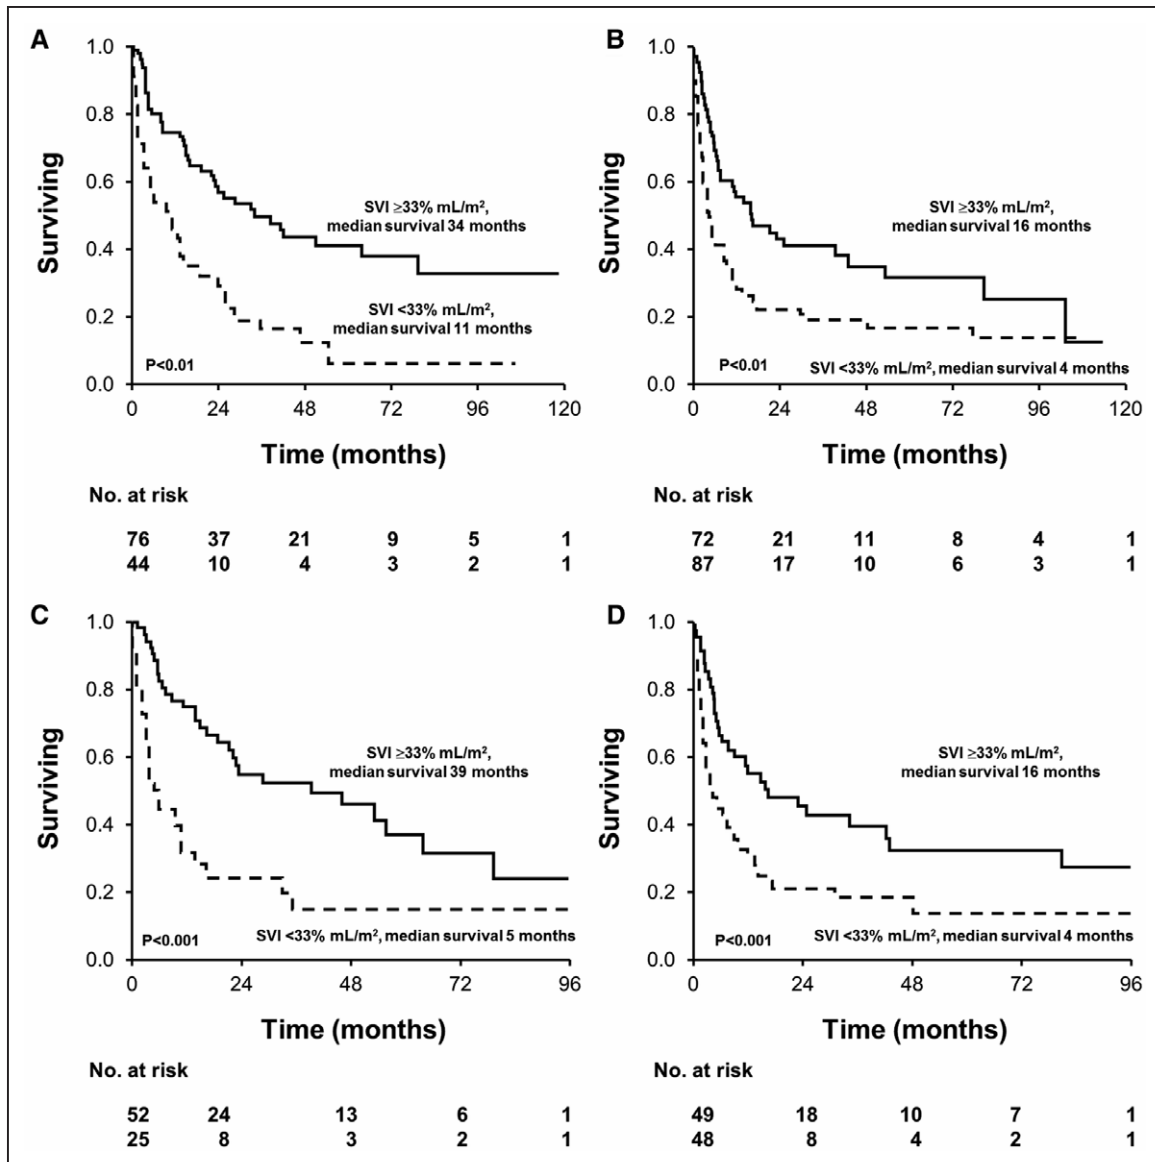 A
B
1.0
0.8
0.6
0.4
0.2
0.0
Surviving
SVI ≥33% mL/m²,
median survival 34 months
SVI <33% mL/m²,
median survival 11 months
P<0.01
0 24 48 72 96 120
Time (months)
No. at risk
76 37 21 9 5 1
44 10 4 3 2 1
1.0
0.8
0.6
0.4
0.2
0.0
Surviving
SVI ≥33% mL/m²,
median survival 16 months
P<0.01
SVI <33% mL/m², median survival 4 months
0 24 48 72 96 120
Time (months)
No. at risk
72 21 11 8 4 1
87 17 10 6 3 1
C
D
1.0
0.8
0.6
0.4
0.2
0.0
Surviving
SVI ≥33% mL/m²,
median survival 39 months
P<0.001
SVI <33% mL/m², median survival 5 months
0 24 48 72 96
Time (months)
No. at risk
52 24 13 6 1
25 8 3 2 1
1.0
0.8
0.6
0.4
0.2
0.0
Surviving
SVI ≥33% mL/m²,
median survival 16 months
P<0.001
SVI <33% mL/m², median survival 4 months
0 24 48 72 96
Time (months)
No. at risk
49 18 10 7 1
48 8 4 2 1